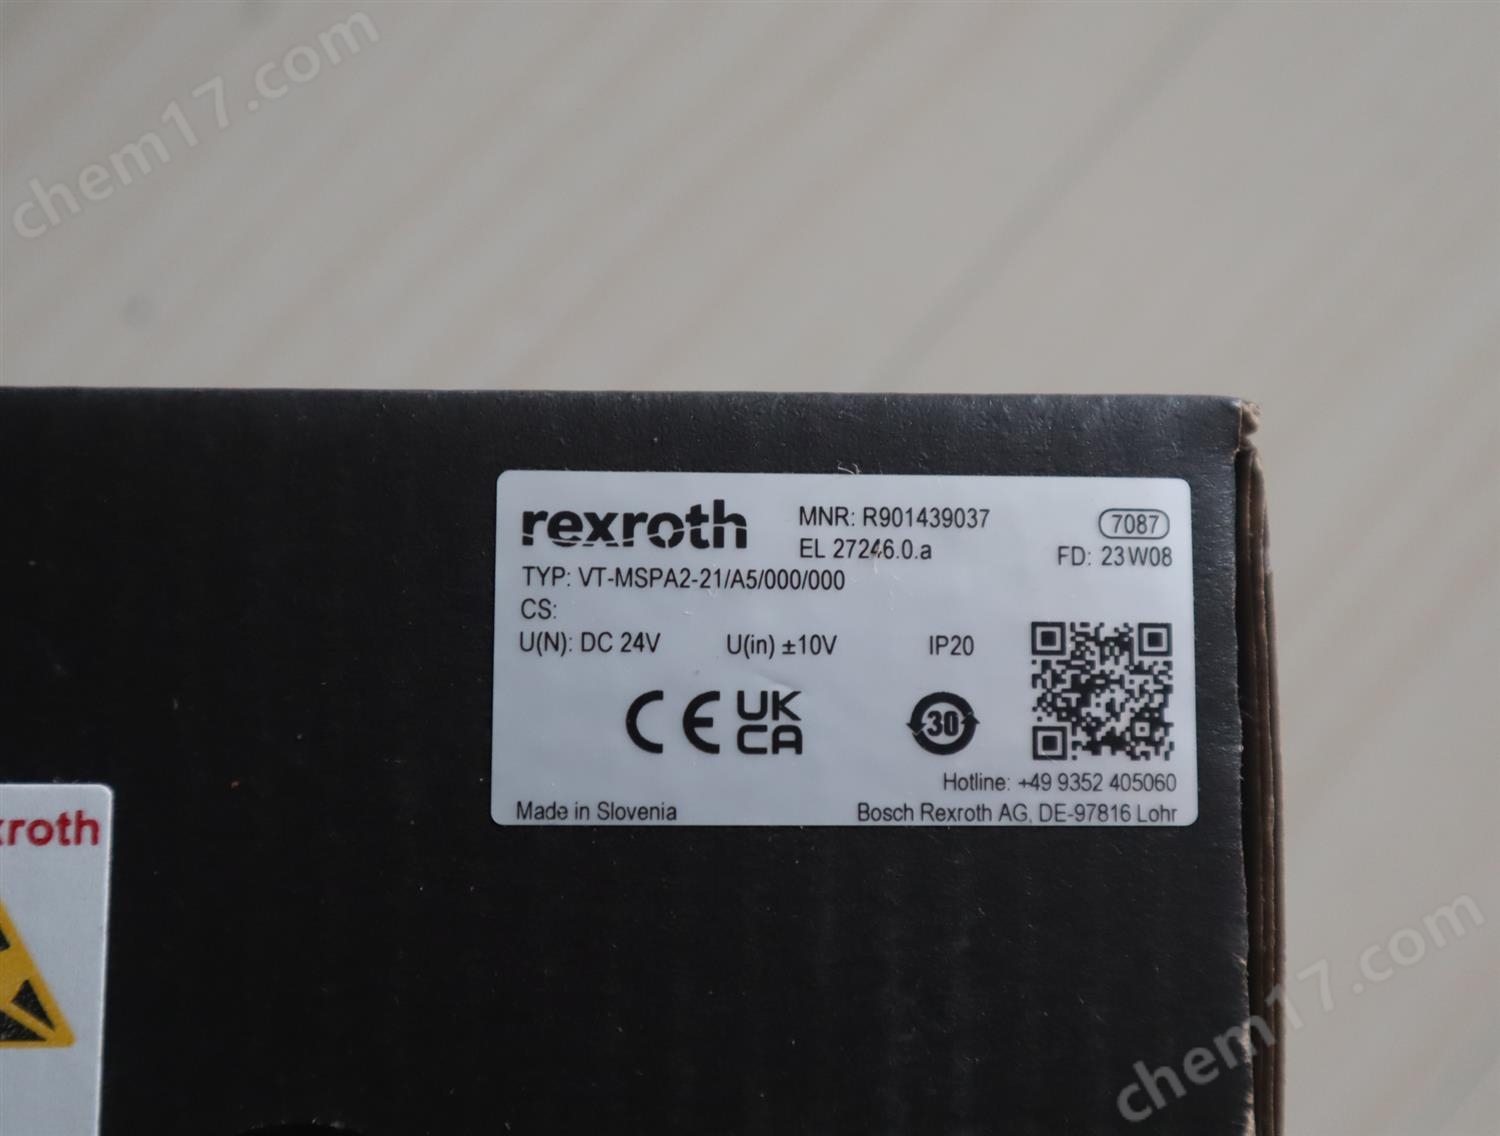 chem17.com
rexroth
MNR: R901439037
7087
EL 27246.0.a
FD: 23W08
TYP: VT-MSPA2-21/A5/000/000
CS:
U(N): DC 24V
U(in) ±10V
IP20
CE
UK
CA
30
Hotline: +49 9352 405060
Made in Slovenia
Bosch Rexroth AG, DE-97816 Lohr
xroth
chem17.com